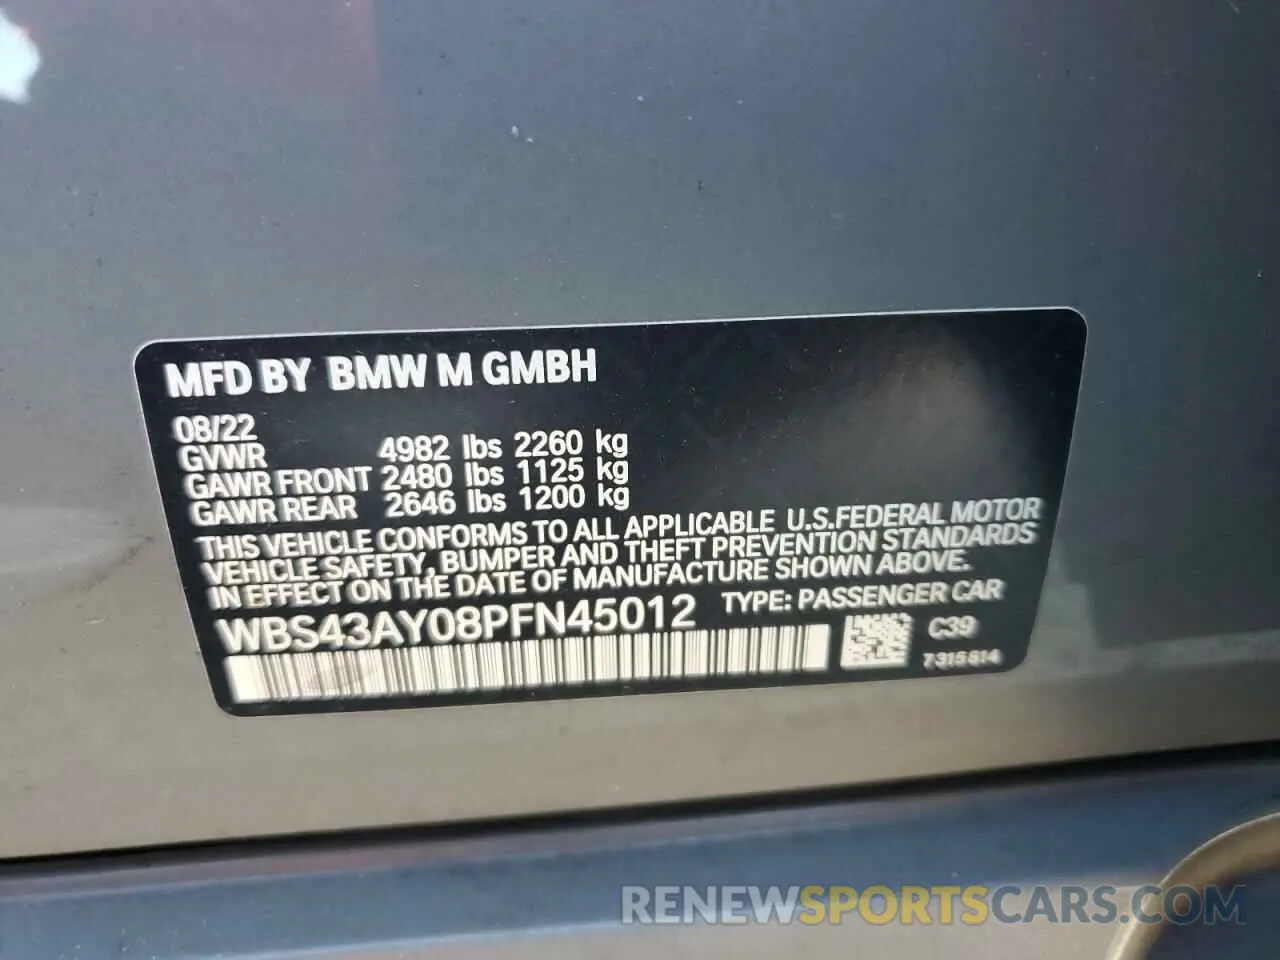 MFD BY BMW M GMBH
08/22
GVWR 4982 lbs 2260 kg
GAWR FRONT 2480 lbs 1125 kg
GAWR REAR 2646 lbs 1200 kg
THIS VEHICLE CONFORMS TO ALL APPLICABLE U.S.FEDERAL MOTOR
VEHICLE SAFETY, BUMPER AND THEFT PREVENTION STANDARDS
IN EFFECT ON THE DATE OF MANUFACTURE SHOWN ABOVE.
WBS43AY08PFN45012 TYPE: PASSENGER CAR
C39
7315614
RENEWSPORTSCARS.COM